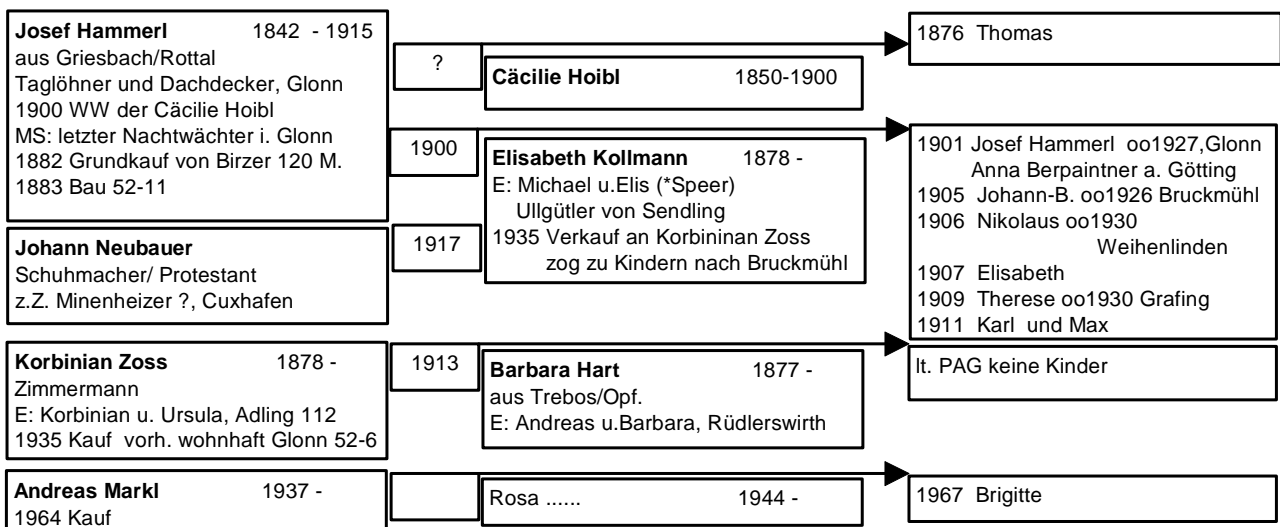 Josef Hammerl 1842 - 1915
aus Griesbach/Rottal
Taglöhner und Dachdecker, Glonn
1900 WW der Cäcilie Hoibl
MS: letzter Nachtwächter i. Glonn
1882 Grundkauf von Birzer 120 M.
1883 Bau 52-11
?
Cäcilie Hoibl 1850-1900
1876 Thomas
1900
Elisabeth Kollmann 1878 -
E: Michael u.Elis (*Speer)
Ullgütler von Sendling
1935 Verkauf an Korbininan Zoss
zog zu Kindern nach Bruckmühl
1901 Josef Hammerl oo1927,Glonn
Anna Berpaintner a. Götting
1905 Johann-B. oo1926 Bruckmühl
1906 Nikolaus oo1930
Weihenlinden
1907 Elisabeth
1909 Therese oo1930 Grafing
1911 Karl und Max
Johann Neubauer
Schuhmacher/ Protestant
z.Z. Minenheizer ?, Cuxhafen
1917
Korbinian Zoss 1878 -
Zimmermann
E: Korbinian u. Ursula, Adling 112
1935 Kauf vorh. wohnhaft Glonn 52-6
1913
Barbara Hart 1877 -
aus Trebos/Opf.
E: Andreas u.Barbara, Rüdlerswirth
lt. PAG keine Kinder
Andreas Markl 1937 -
1964 Kauf
Rosa ...... 1944 -
1967 Brigitte